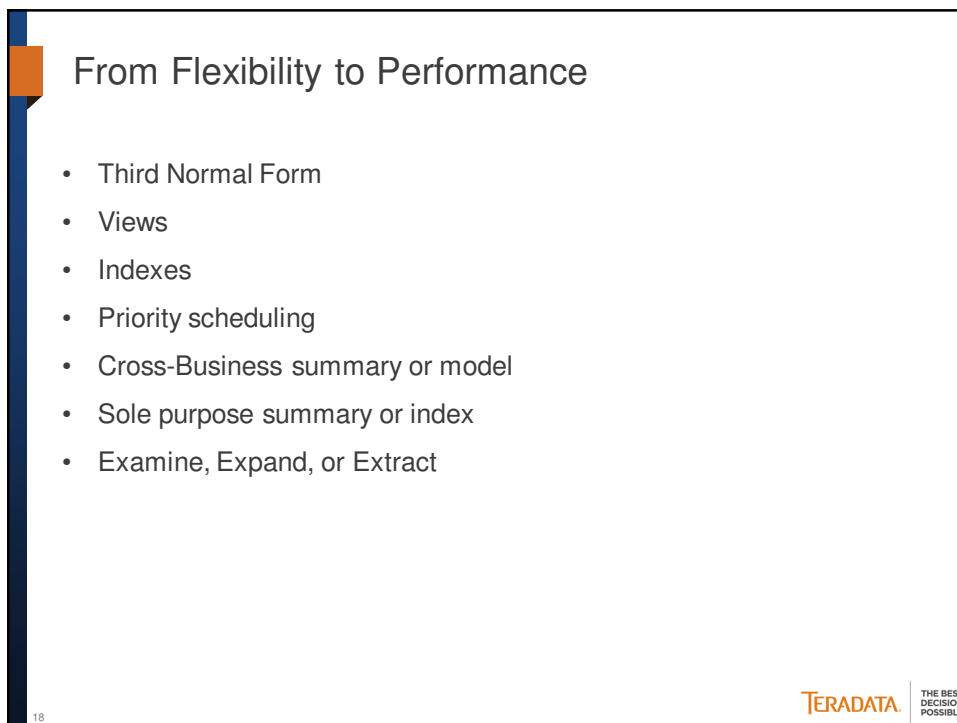 From Flexibility to Performance
• Third Normal Form
• Views
• Indexes
• Priority scheduling
• Cross-Business summary or model
• Sole purpose summary or index
• Examine, Expand, or Extract
18
TERADATA.
THE BES
DECISIO
POSSIBL